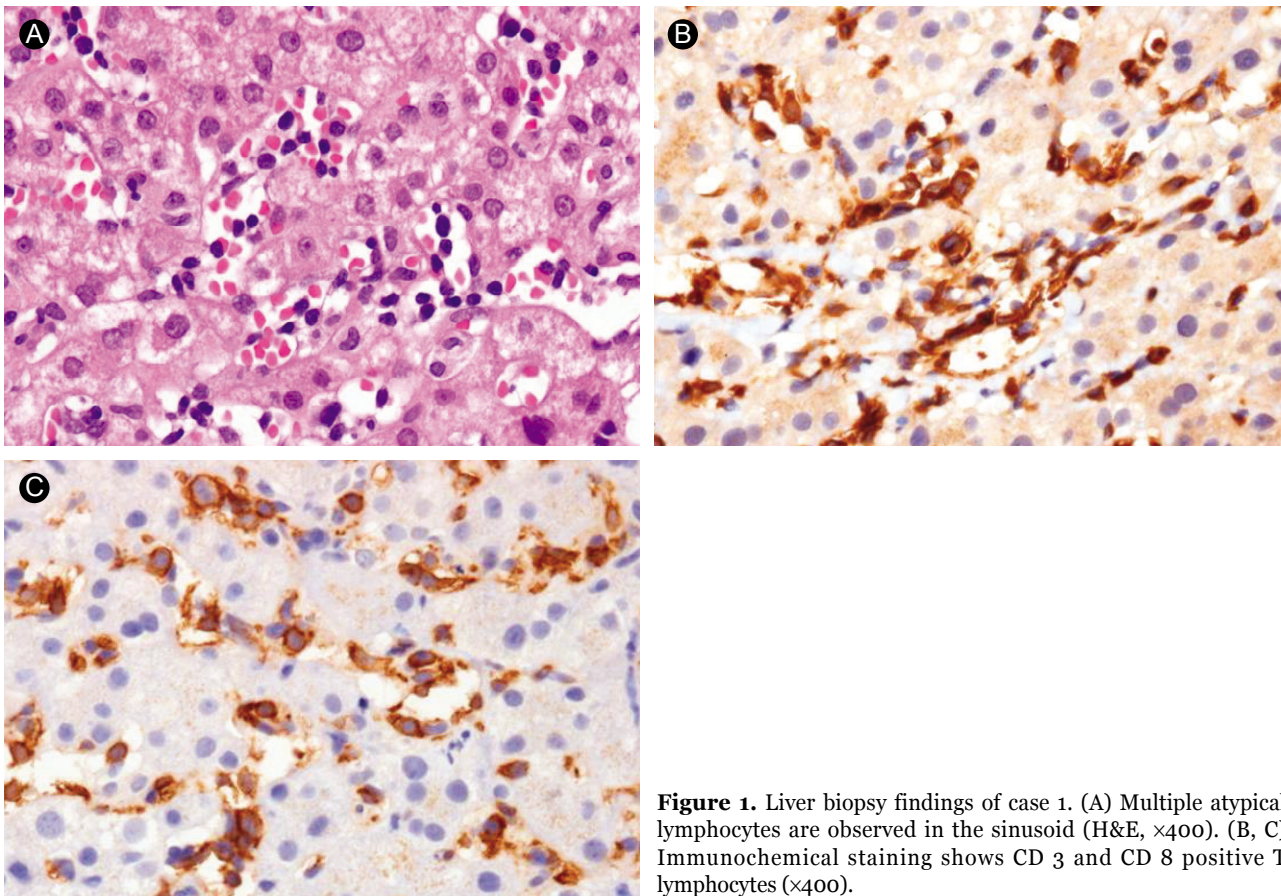 A
B
C
Figure 1. Liver biopsy findings of case 1. (A) Multiple atypical
lymphocytes are observed in the sinusoid (H&E, ×400). (B, C)
Immunochemical staining shows CD 3 and CD 8 positive T
lymphocytes (×400).